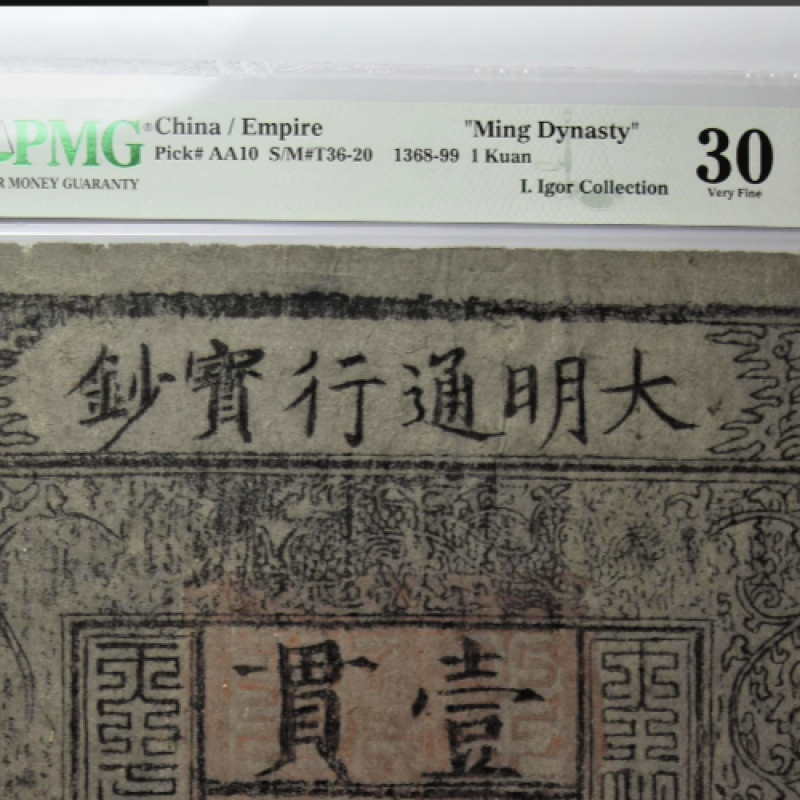 PMG® China / Empire "Ming Dynasty" 30
Pick# AA10 S/M#T36-20 1368-99 1 Kuan Very Fine
R MONEY GUARANTY I. Igor Collection
大明通行寳鈔
壹貫